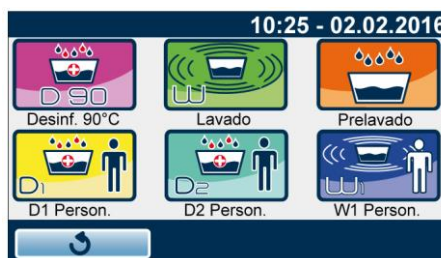 10:25 - 02.02.2016
D 90 W
Desinf. 90°C Lavado Prelavado
D1 D2 W1
D1 Person. D2 Person. W1 Person.